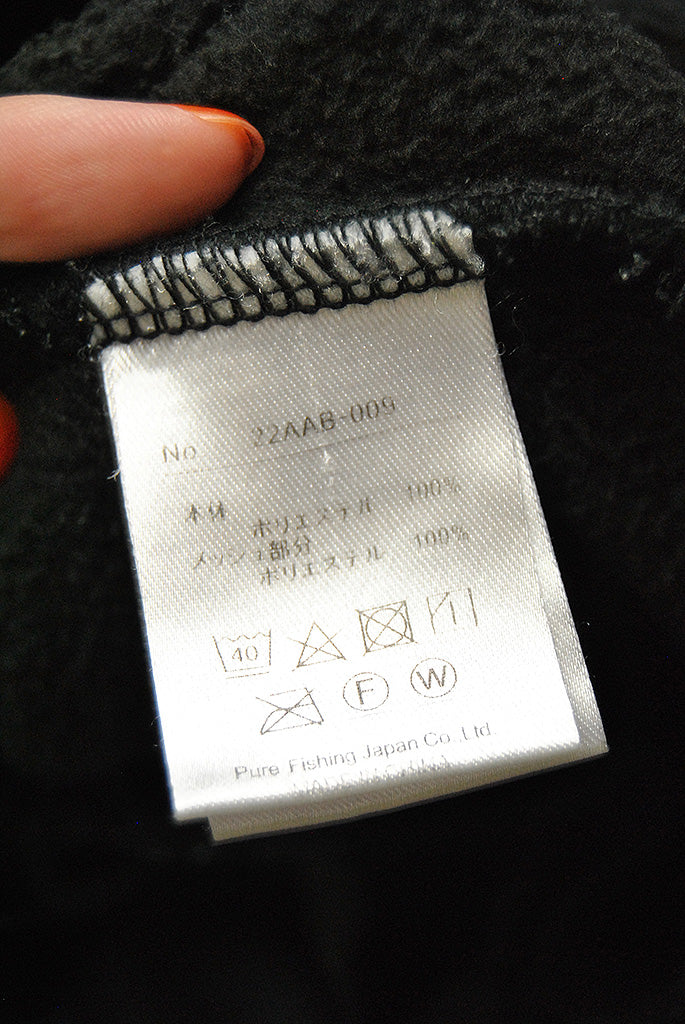 No 22AAB-009
本体
ポリエステル 100%
メッシュ部分
ポリエステル 100%
40
F W
Pure Fishing Japan Co.,Ltd.